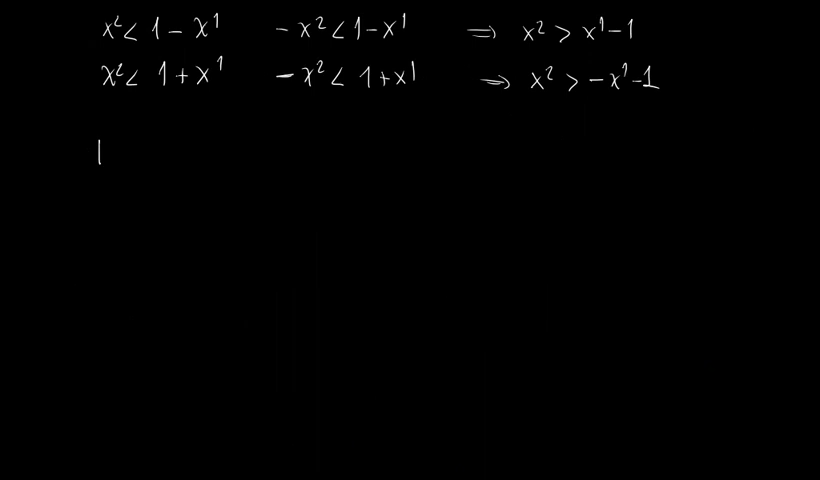 x² < 1 - x¹ -x² < 1 - x¹ ⇒ x² > x¹ - 1
x² < 1 + x¹ -x² < 1 + x¹ ⇒ x² > -x¹ - 1
|